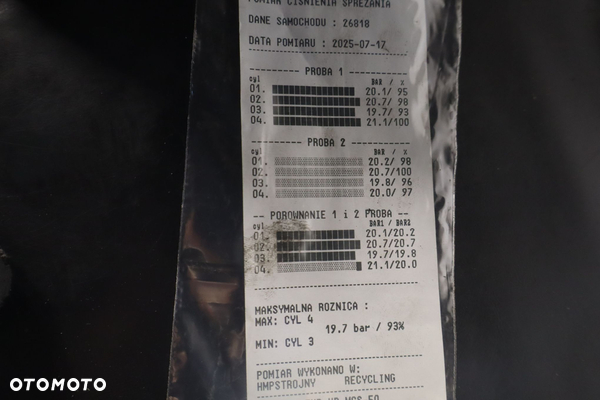 POMIAR CISNIENIA SPREZANIA
DANE SAMOCHODU : 26818
DATA POMIARU : 2025-07-17
PROBA 1
cyl BAR / %
01. 20.1/ 95
02. 20.7/ 98
03. 19.7/ 93
04. 21.1/100
PROBA 2
cyl BAR / %
01. 20.2/ 98
02. 20.7/100
03. 19.8/ 96
04. 20.0/ 97
POROWNANIE 1 i 2 PROBA
cyl BAR1/ BAR2
01. 20.1/20.2
02. 20.7/20.7
03. 19.7/19.8
04. 21.1/20.0
MAKSYMALNA ROZNICA :
MAX: CYL 4
19.7 bar / 93%
MIN: CYL 3
POMIAR WYKONANO W:
HMPSTROJNY RECYCLING
OTOMOTO